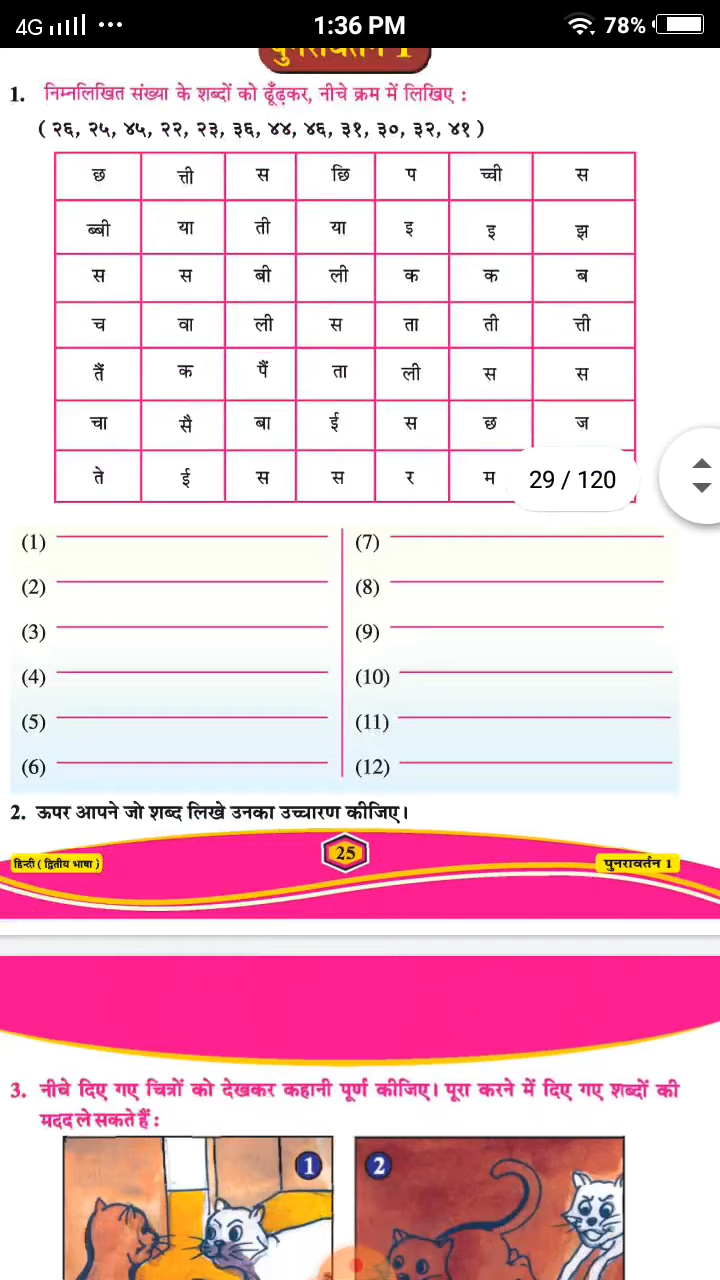 4G ••• 1:36 PM 78%
पुनरावर्तन 1
1. निम्नलिखित संख्या के शब्दों को ढूँढ़कर, नीचे क्रम में लिखिए :
( २६, २५, ४५, २२, २३, ३६, ४४, ४६, ३१, ३०, ३२, ४१ )
छ त्ती स छि प च्ची स
ब्बी या ती या इ इ झ
स स बी ली क क ब
च वा ली स ता ती त्ती
तैं क पैं ता ली स स
चा सै बा ई स छ ज
ते ई स स र म
29 / 120
(1) (7)
(2) (8)
(3) (9)
(4) (10)
(5) (11)
(6) (12)
2. ऊपर आपने जो शब्द लिखे उनका उच्चारण कीजिए।
हिन्दी ( द्वितीय भाषा ) 25 पुनरावर्तन 1
3. नीचे दिए गए चित्रों को देखकर कहानी पूर्ण कीजिए। पूरा करने में दिए गए शब्दों की
मदद ले सकते हैं :
1 2